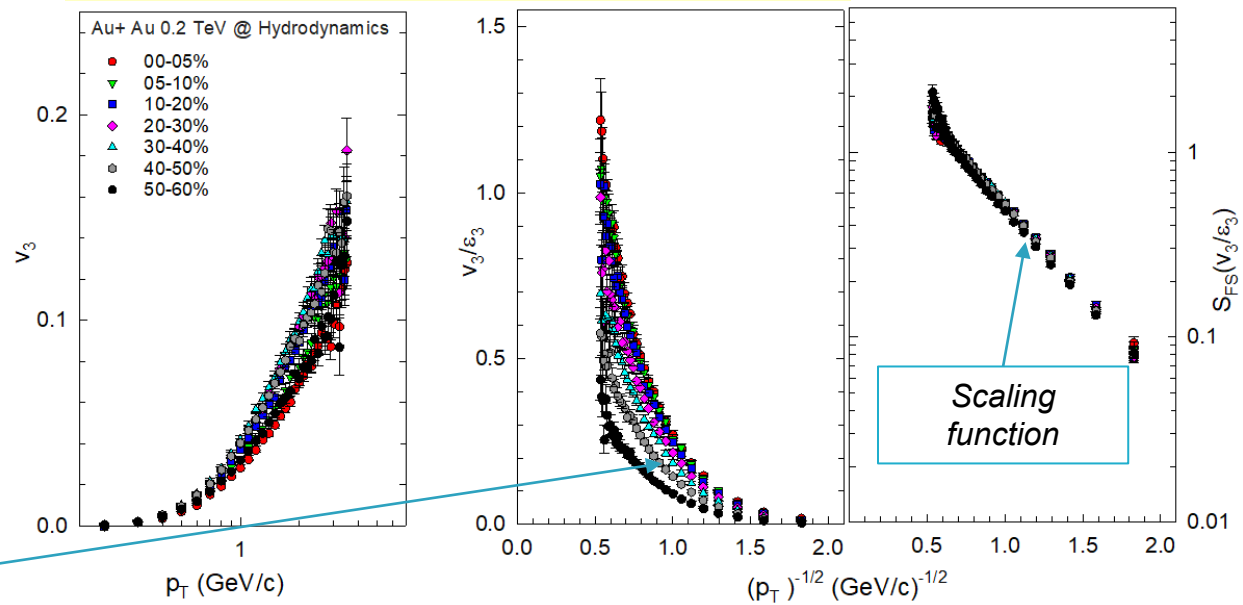 Au+ Au 0.2 TeV @ Hydrodynamics
00-05%
05-10%
10-20%
20-30%
30-40%
40-50%
50-60%
v3
0.2
0.1
0.0
1
pT (GeV/c)
v3/ε3
1.5
1.0
0.5
0.0
0.0 0.5 1.0 1.5 2.0
(pT )-1/2 (GeV/c)-1/2
Scaling
function
0.5 1.0 1.5 2.0
1
0.1
0.01
SFS(v3/ε3)